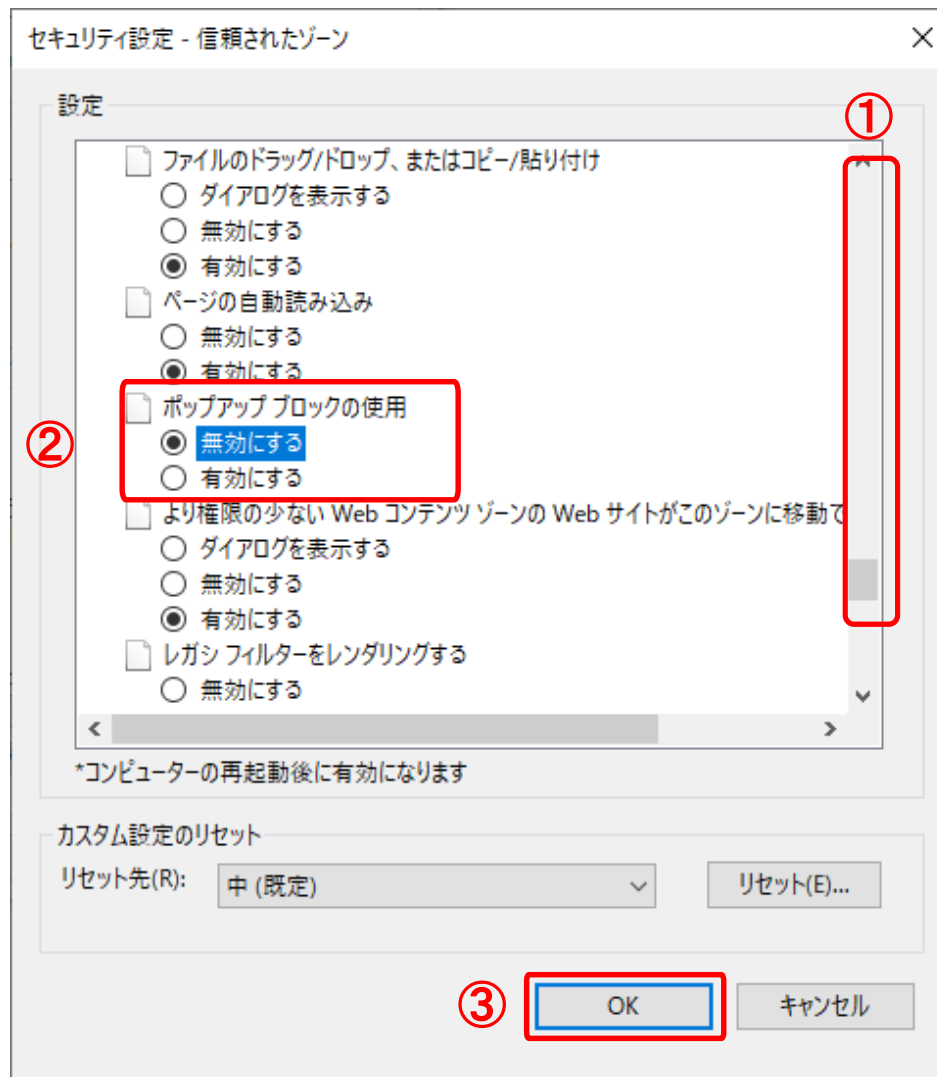 セキュリティ設定 - 信頼されたゾーン
設定
①
ファイルのドラッグ/ドロップ、またはコピー/貼り付け
ダイアログを表示する
無効にする
有効にする
ページの自動読み込み
無効にする
有効にする
ポップアップ ブロックの使用
②
無効にする
有効にする
より権限の少ない Web コンテンツ ゾーンの Web サイトがこのゾーンに移動で
ダイアログを表示する
無効にする
有効にする
レガシ フィルターをレンダリングする
無効にする
*コンピューターの再起動後に有効になります
カスタム設定のリセット
リセット先(R): 中 (既定) リセット(E)...
③ OK キャンセル